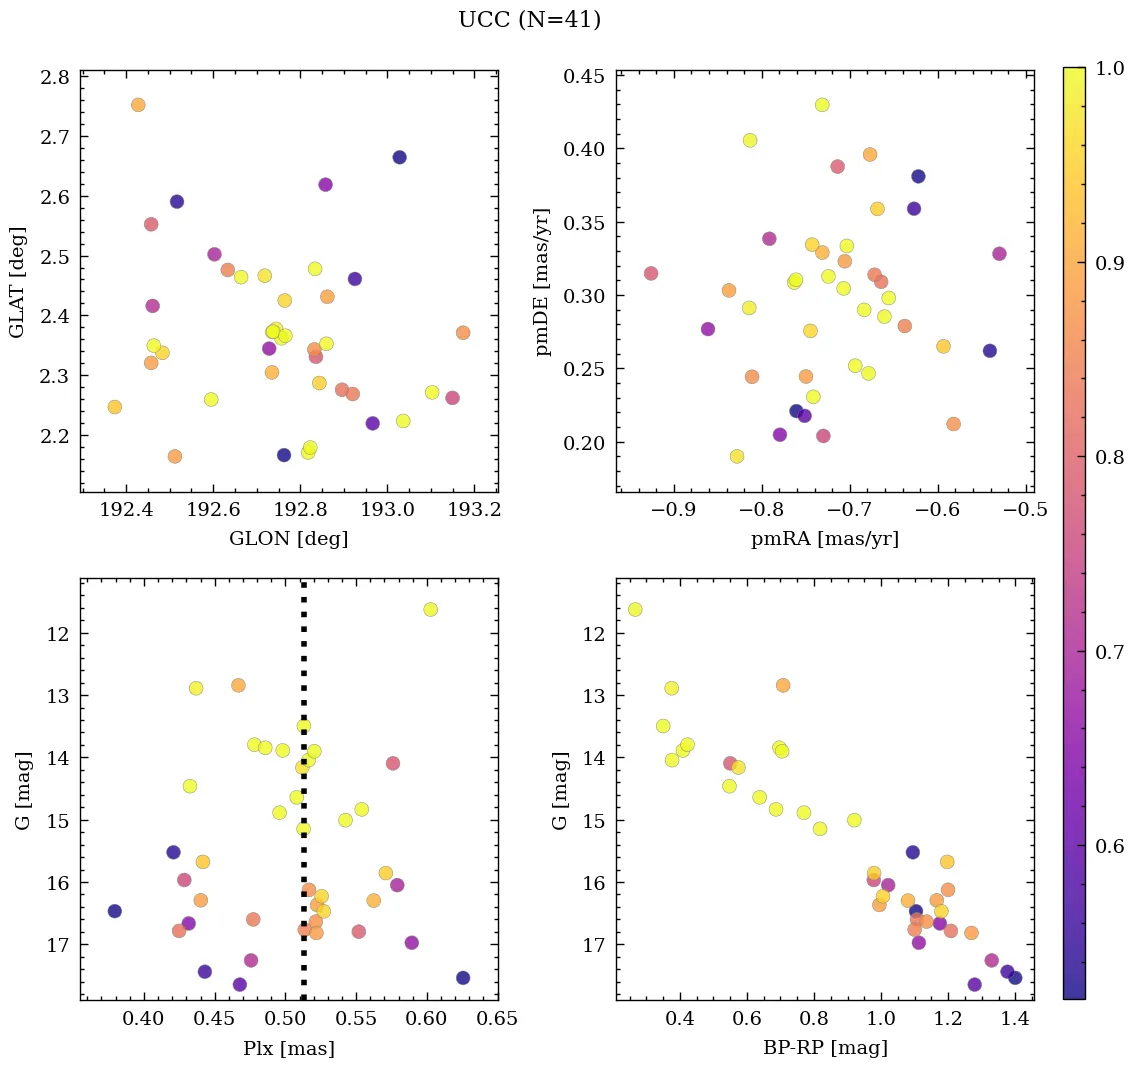 UCC (N=41)
2.8
2.7
2.6
2.5
2.4
2.3
2.2
GLAT [deg]
192.4 192.6 192.8 193.0 193.2
GLON [deg]
0.45
0.40
0.35
0.30
0.25
0.20
pmDE [mas/yr]
−0.9 −0.8 −0.7 −0.6 −0.5
pmRA [mas/yr]
1.0
0.9
0.8
0.7
0.6
12
13
14
15
16
17
G [mag]
0.40 0.45 0.50 0.55 0.60 0.65
Plx [mas]
12
13
14
15
16
17
G [mag]
0.4 0.6 0.8 1.0 1.2 1.4
BP-RP [mag]